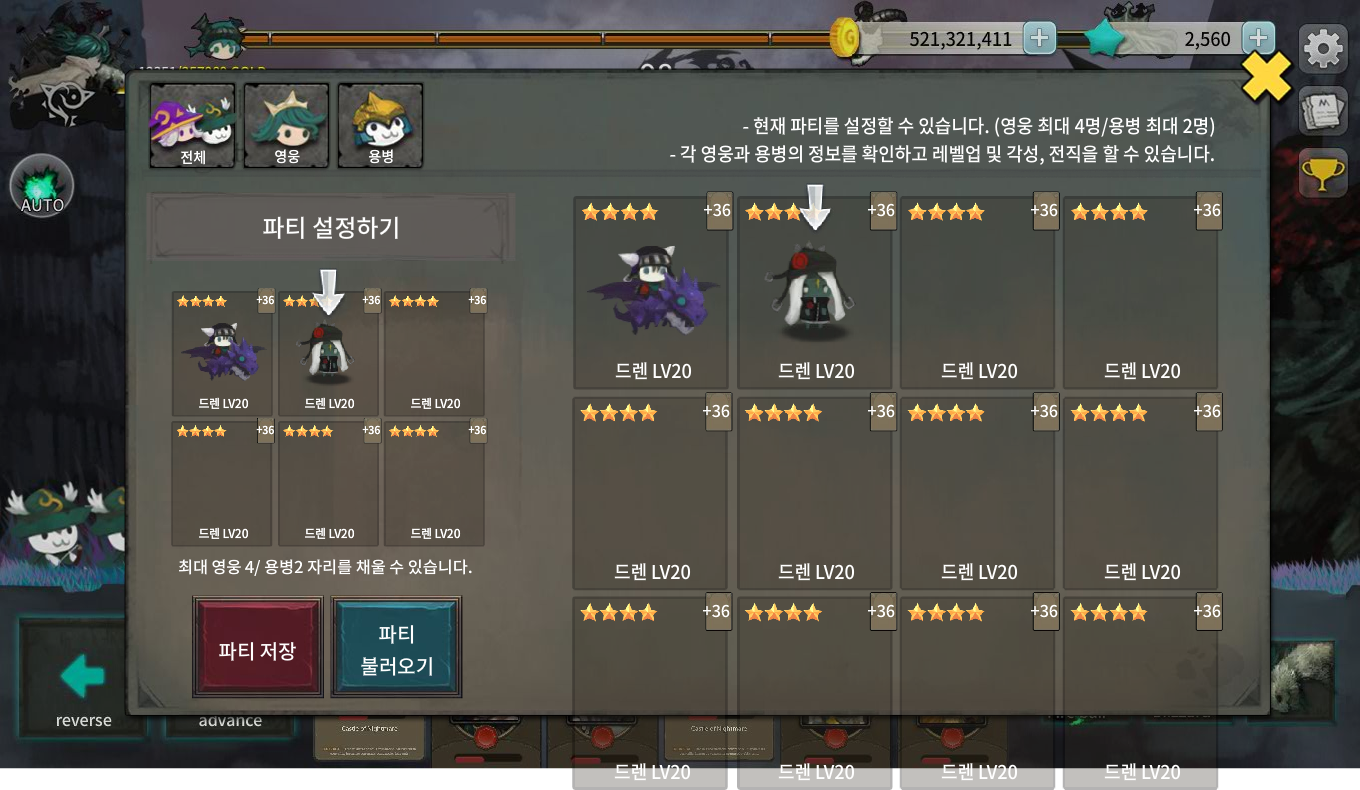 521,321,411
2,560
AUTO
전체
영웅
용병
- 현재 파티를 설정할 수 있습니다. (영웅 최대 4명/용병 최대 2명)
- 각 영웅과 용병의 정보를 확인하고 레벨업 및 각성, 전직을 할 수 있습니다.
파티 설정하기
+36
+36
+36
드렌 LV20
드렌 LV20
드렌 LV20
+36
+36
+36
드렌 LV20
드렌 LV20
드렌 LV20
최대 영웅 4/ 용병2 자리를 채울 수 있습니다.
파티 저장
파티
불러오기
+36
+36
+36
+36
드렌 LV20
드렌 LV20
드렌 LV20
드렌 LV20
+36
+36
+36
+36
드렌 LV20
드렌 LV20
드렌 LV20
드렌 LV20
+36
+36
+36
+36
드렌 LV20
드렌 LV20
드렌 LV20
드렌 LV20
reverse
advance
Castle of Nightmare
Castle of Nightmare